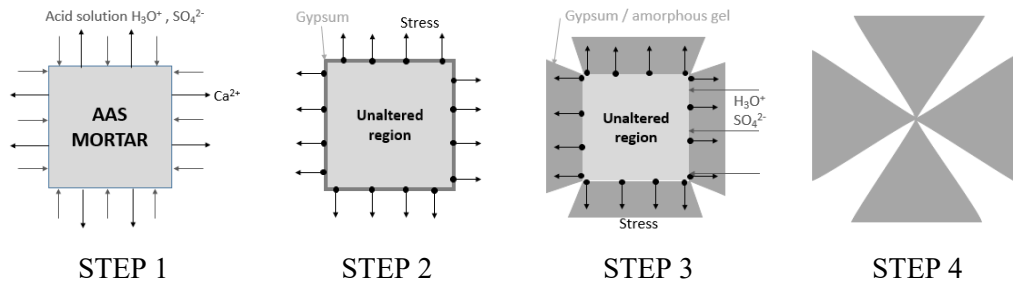 Acid solution H₃O⁺ , SO₄²⁻
Ca²⁺
AAS
MORTAR
STEP 1
Gypsum
Stress
Unaltered
region
STEP 2
Gypsum / amorphous gel
H₃O⁺
SO₄²⁻
Unaltered
region
Stress
STEP 3
STEP 4